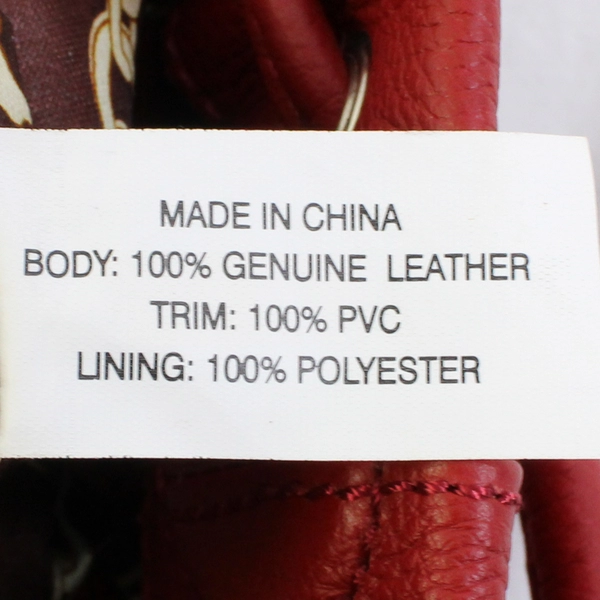 MADE IN CHINA
BODY: 100% GENUINE LEATHER
TRIM: 100% PVC
LINING: 100% POLYESTER